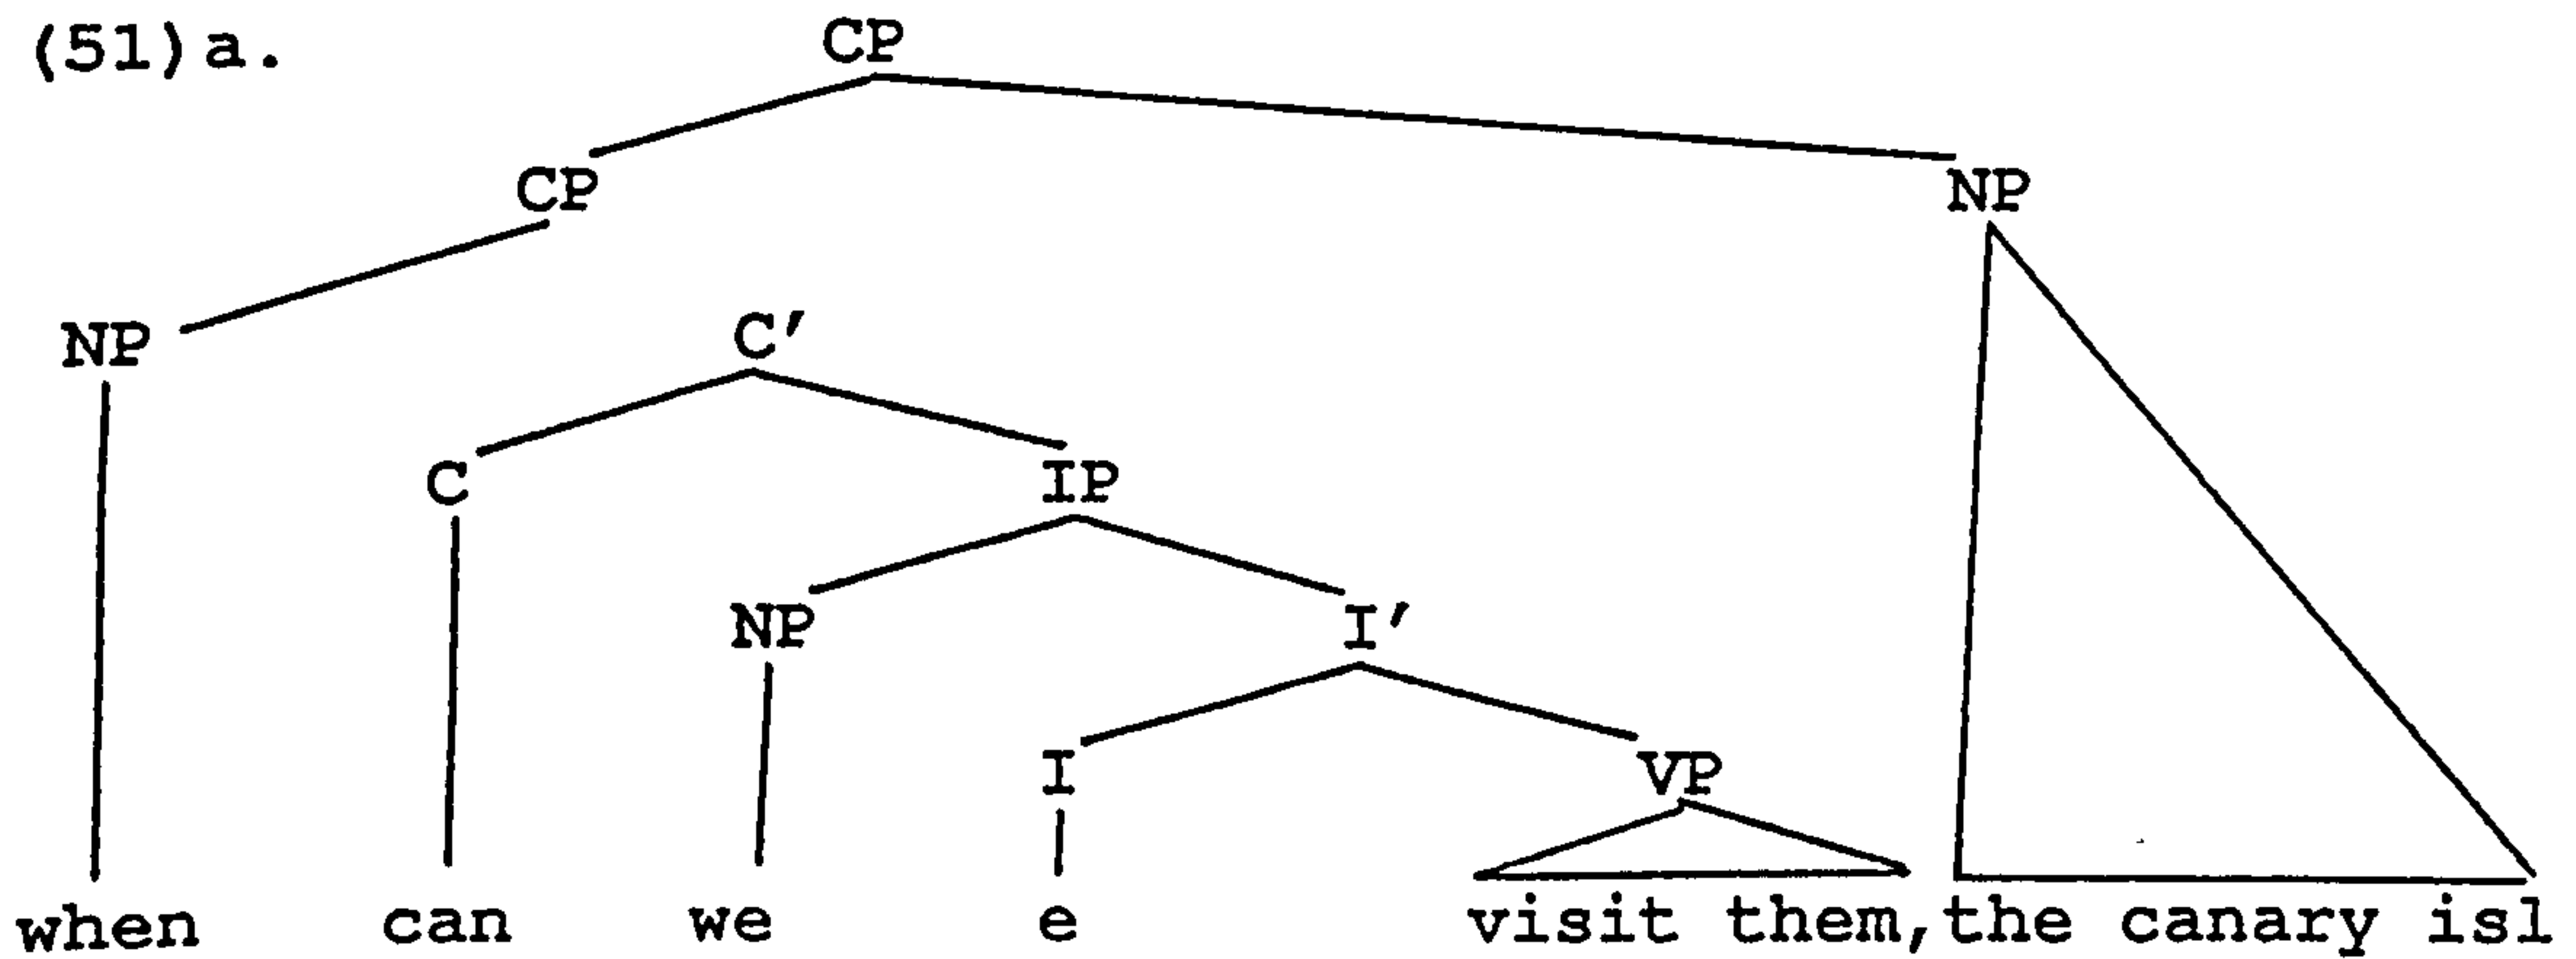 (51)a. CP
CP NP
NP C'
C IP
NP I'
I VP
when can we e visit them, the canary isl